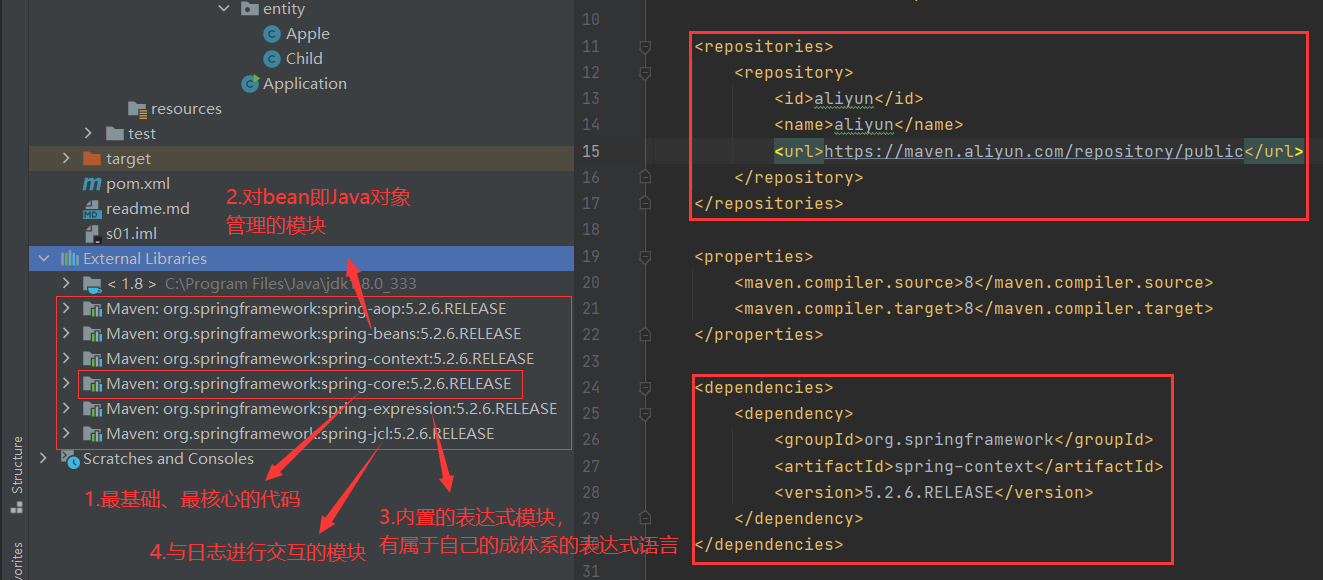 entity
Apple
Child
Application
resources
test
target
pom.xml
readme.md
s01.iml
External Libraries
< 1.8 > C:\Program Files\Java\jdk1.8.0_333
Maven: org.springframework:spring-aop:5.2.6.RELEASE
Maven: org.springframework:spring-beans:5.2.6.RELEASE
Maven: org.springframework:spring-context:5.2.6.RELEASE
Maven: org.springframework:spring-core:5.2.6.RELEASE
Maven: org.springframework:spring-expression:5.2.6.RELEASE
Maven: org.springframework:spring-jcl:5.2.6.RELEASE
Scratches and Consoles
Structure
2.对bean即Java对象
管理的模块
1.最基础、最核心的代码
4.与日志进行交互的模块
3.内置的表达式模块，
有属于自己的成体系的表达式语言
10
11 <repositories>
12 <repository>
13 <id>aliyun</id>
14 <name>aliyun</name>
15 <url>https://maven.aliyun.com/repository/public</url>
16 </repository>
17 </repositories>
18
19 <properties>
20 <maven.compiler.source>8</maven.compiler.source>
21 <maven.compiler.target>8</maven.compiler.target>
22 </properties>
23
24 <dependencies>
25 <dependency>
26 <groupId>org.springframework</groupId>
27 <artifactId>spring-context</artifactId>
28 <version>5.2.6.RELEASE</version>
29 </dependency>
</dependencies>
31